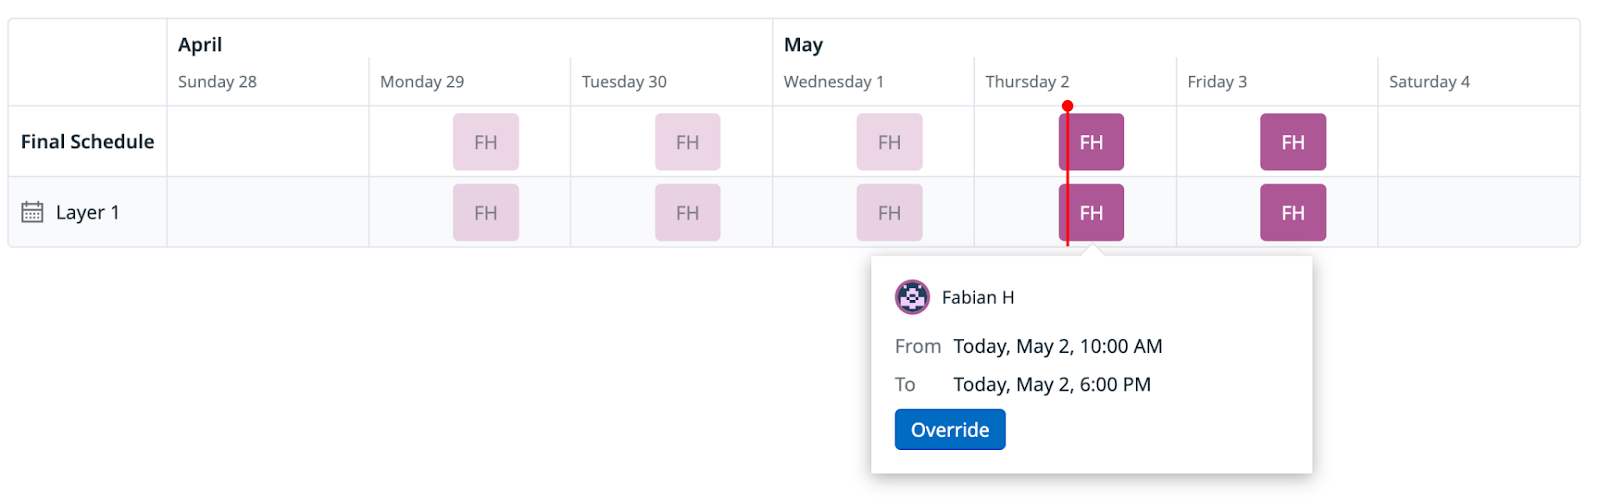 April May
Sunday 28 Monday 29 Tuesday 30 Wednesday 1 Thursday 2 Friday 3 Saturday 4
Final Schedule FH FH FH FH FH
Layer 1 FH FH FH FH FH
Fabian H
From Today, May 2, 10:00 AM
To Today, May 2, 6:00 PM
Override